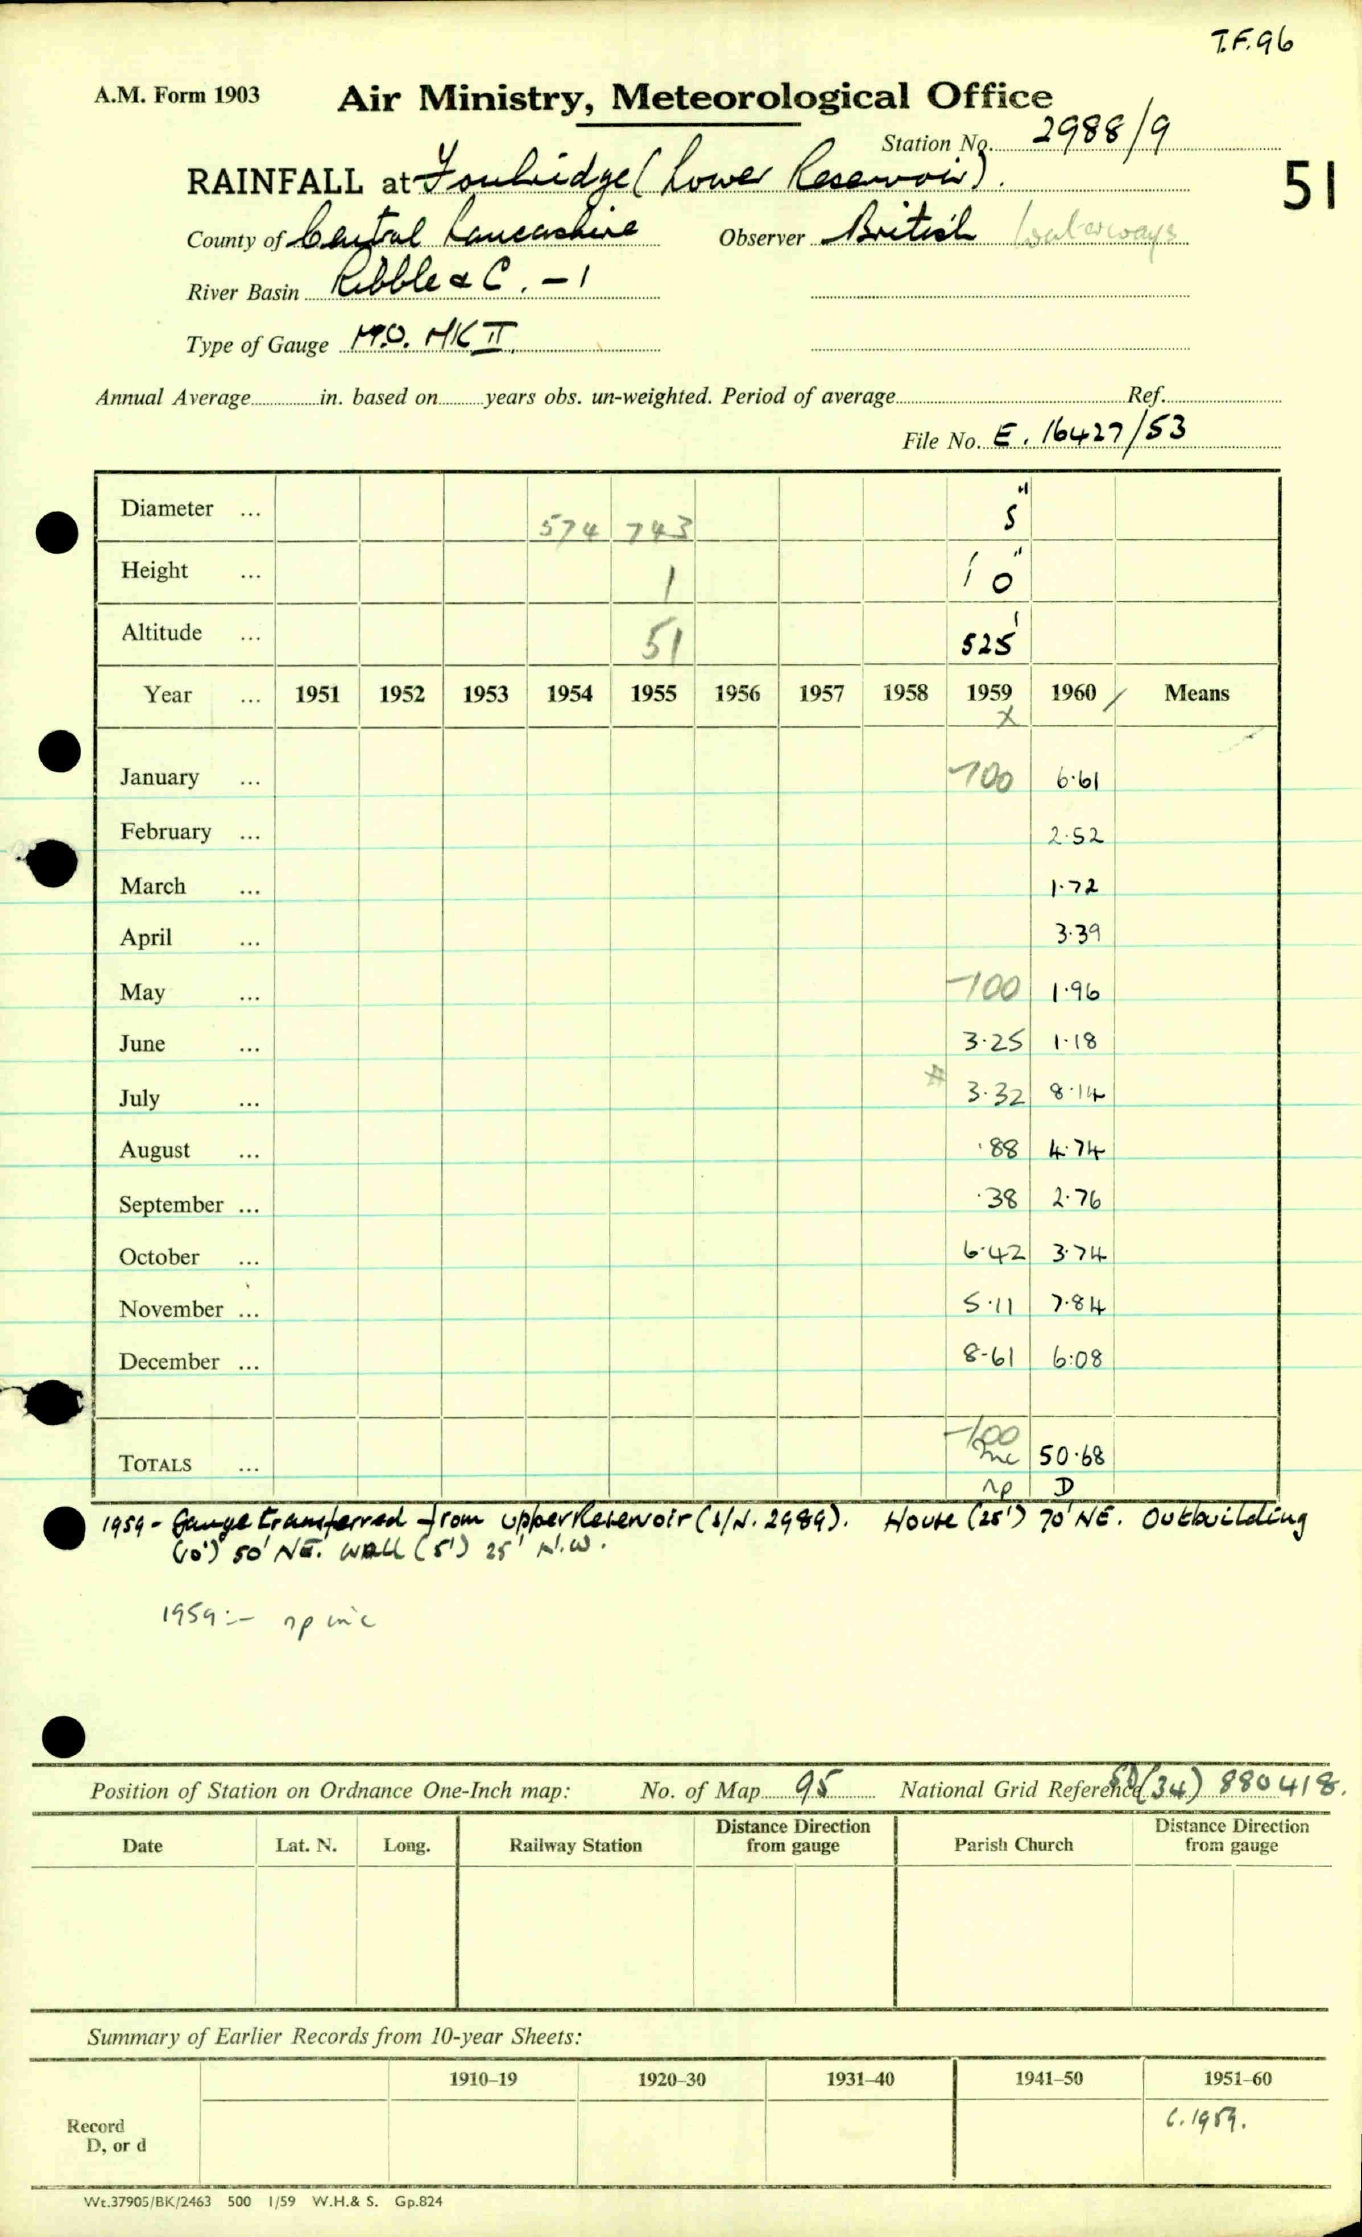 T.F.96
A.M. Form 1903 Air Ministry, Meteorological Office
Station No. 2988/9
RAINFALL at Foulridge (Lower Reservoir). 51
County of Central Lancashire Observer British Waterways
River Basin Ribble & C. - 1
Type of Gauge M.O. MK II
Annual Average in. based on years obs. un-weighted. Period of average Ref.
File No. E. 16427/53
Diameter ... 574 743 5"
Height ... 1 1' 0"
Altitude ... 51 525'
Year ... 1951 1952 1953 1954 1955 1956 1957 1958 1959 1960 / Means
x
January ... -100 6.61
February ... 2.52
March ... 1.72
April ... 3.39
May ... -100 1.96
June ... 3.25 1.18
July ... # 3.32 8.14
August ... .88 4.74
September ... .38 2.76
October ... 6.42 3.74
November ... 5.11 7.84
December ... 8.61 6.08
-100
TOTALS ... Inc 50.68
np D
1959 - Gauge transferred from Upper Reservoir (S/N. 2989). House (25') 70' NE. Outbuilding
(10') 50' NE. Wall (5') 25' N.W.
1959:- np inc
Position of Station on Ordnance One-Inch map: No. of Map 95 National Grid Reference SD(34) 880418.
Date Lat. N. Long. Railway Station Distance Direction from gauge Parish Church Distance Direction from gauge
Summary of Earlier Records from 10-year Sheets:
1910–19 1920–30 1931–40 1941–50 1951–60
Record
D, or d
C.1959.
Wt.37905/BK/2463 500 1/59 W.H.& S. Gp.824